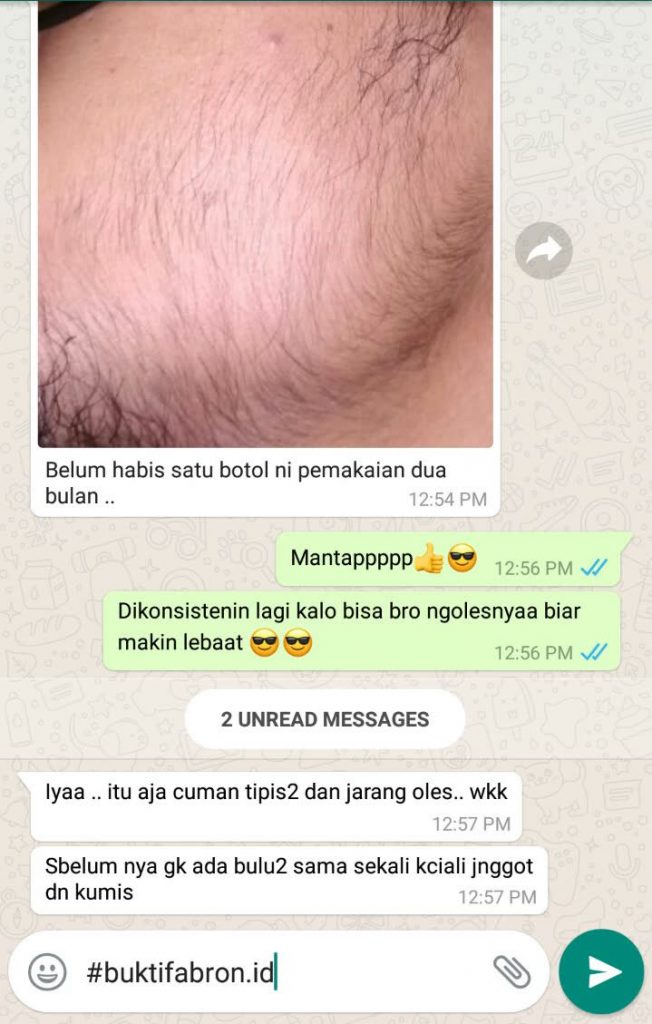 Belum habis satu botol ni pemakaian dua
bulan ..
12:54 PM
Mantappppp👍😎
12:56 PM
Dikonsistenin lagi kalo bisa bro ngolesnyaa biar
makin lebaat 😎😎
12:56 PM
2 UNREAD MESSAGES
Iyaa .. itu aja cuman tipis2 dan jarang oles.. wkk
12:57 PM
Sbelum nya gk ada bulu2 sama sekali kciali jnggot
dn kumis
12:57 PM
#buktifabron.id